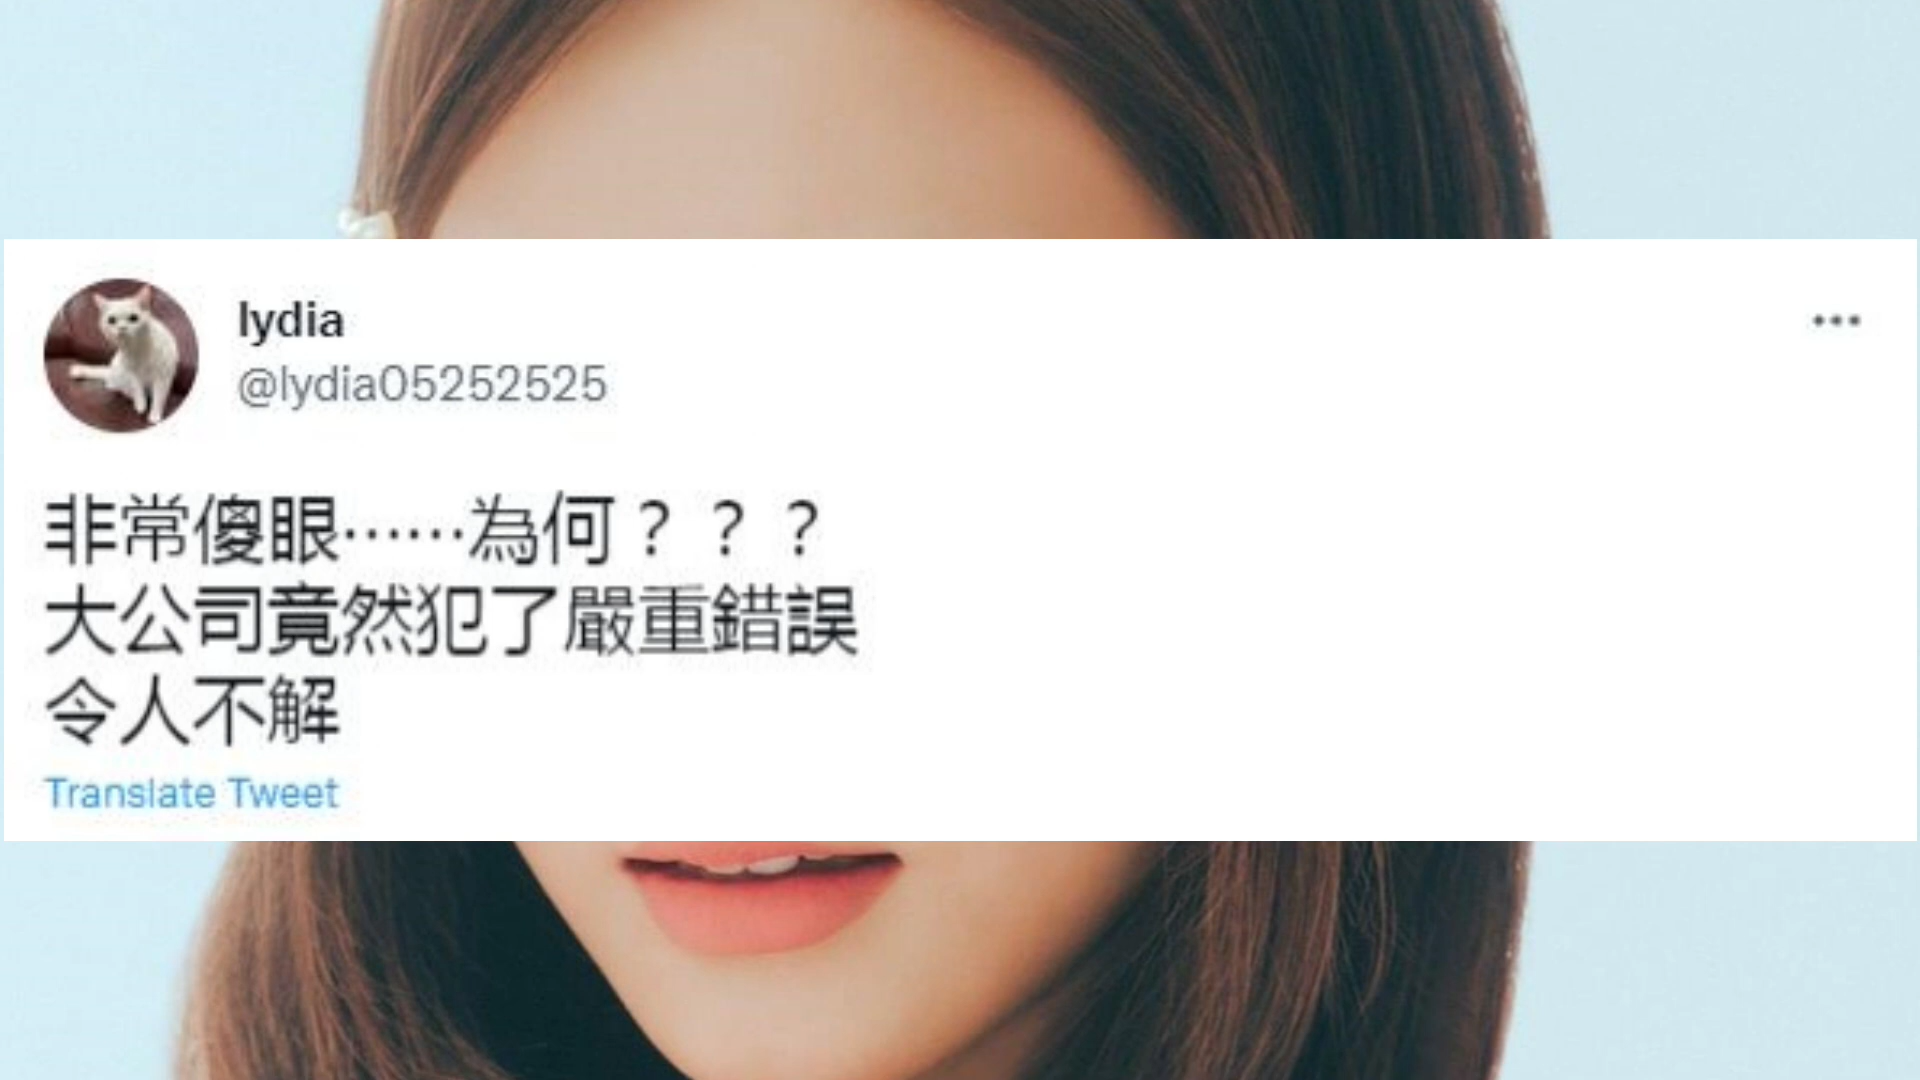 lydia
@lydia05252525
非常傻眼⋯⋯為何？？？
大公司竟然犯了嚴重錯誤
令人不解
Translate Tweet